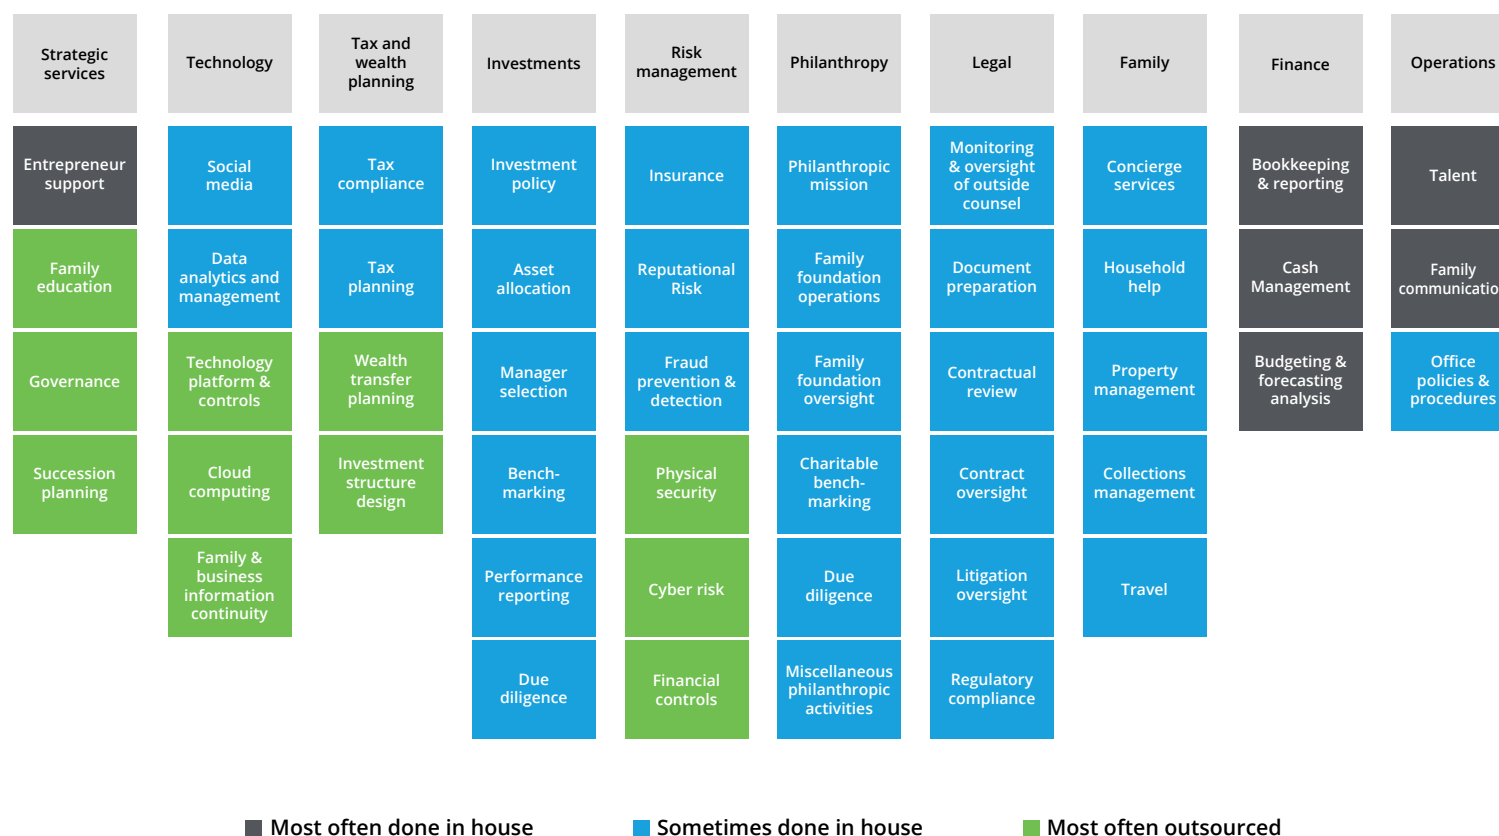 Strategic
services
Technology
Tax and
wealth
planning
Investments
Risk
management
Philanthropy
Legal
Family
Finance
Operations
Entrepreneur
support
Family
education
Governance
Succession
planning
Social
media
Data
analytics and
management
Technology
platform &
controls
Cloud
computing
Family &
business
information
continuity
Tax
compliance
Tax
planning
Wealth
transfer
planning
Investment
structure
design
Investment
policy
Asset
allocation
Manager
selection
Bench-
marking
Performance
reporting
Due
diligence
Insurance
Reputational
Risk
Fraud
prevention &
detection
Physical
security
Cyber risk
Financial
controls
Philanthropic
mission
Family
foundation
operations
Family
foundation
oversight
Charitable
bench-
marking
Due
diligence
Miscellaneous
philanthropic
activities
Monitoring
& oversight
of outside
counsel
Document
preparation
Contractual
review
Contract
oversight
Litigation
oversight
Regulatory
compliance
Concierge
services
Household
help
Property
management
Collections
management
Travel
Bookkeeping
& reporting
Cash
Management
Budgeting &
forecasting
analysis
Talent
Family
communicatio
Office
policies &
procedures
Most often done in house
Sometimes done in house
Most often outsourced